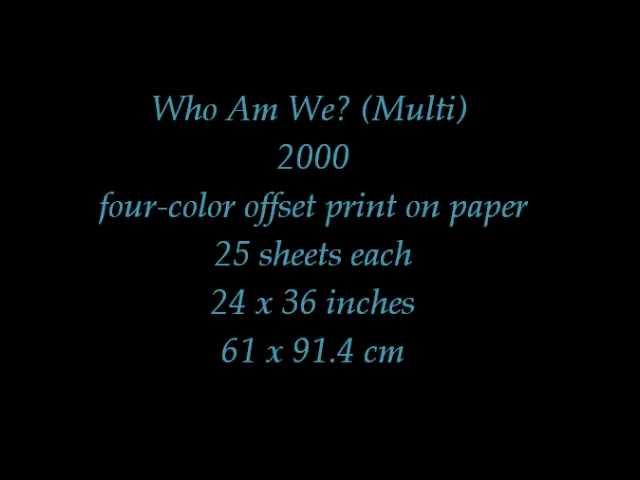 Who Am We? (Multi)
2000
four-color offset print on paper
25 sheets each
24 x 36 inches
61 x 91.4 cm